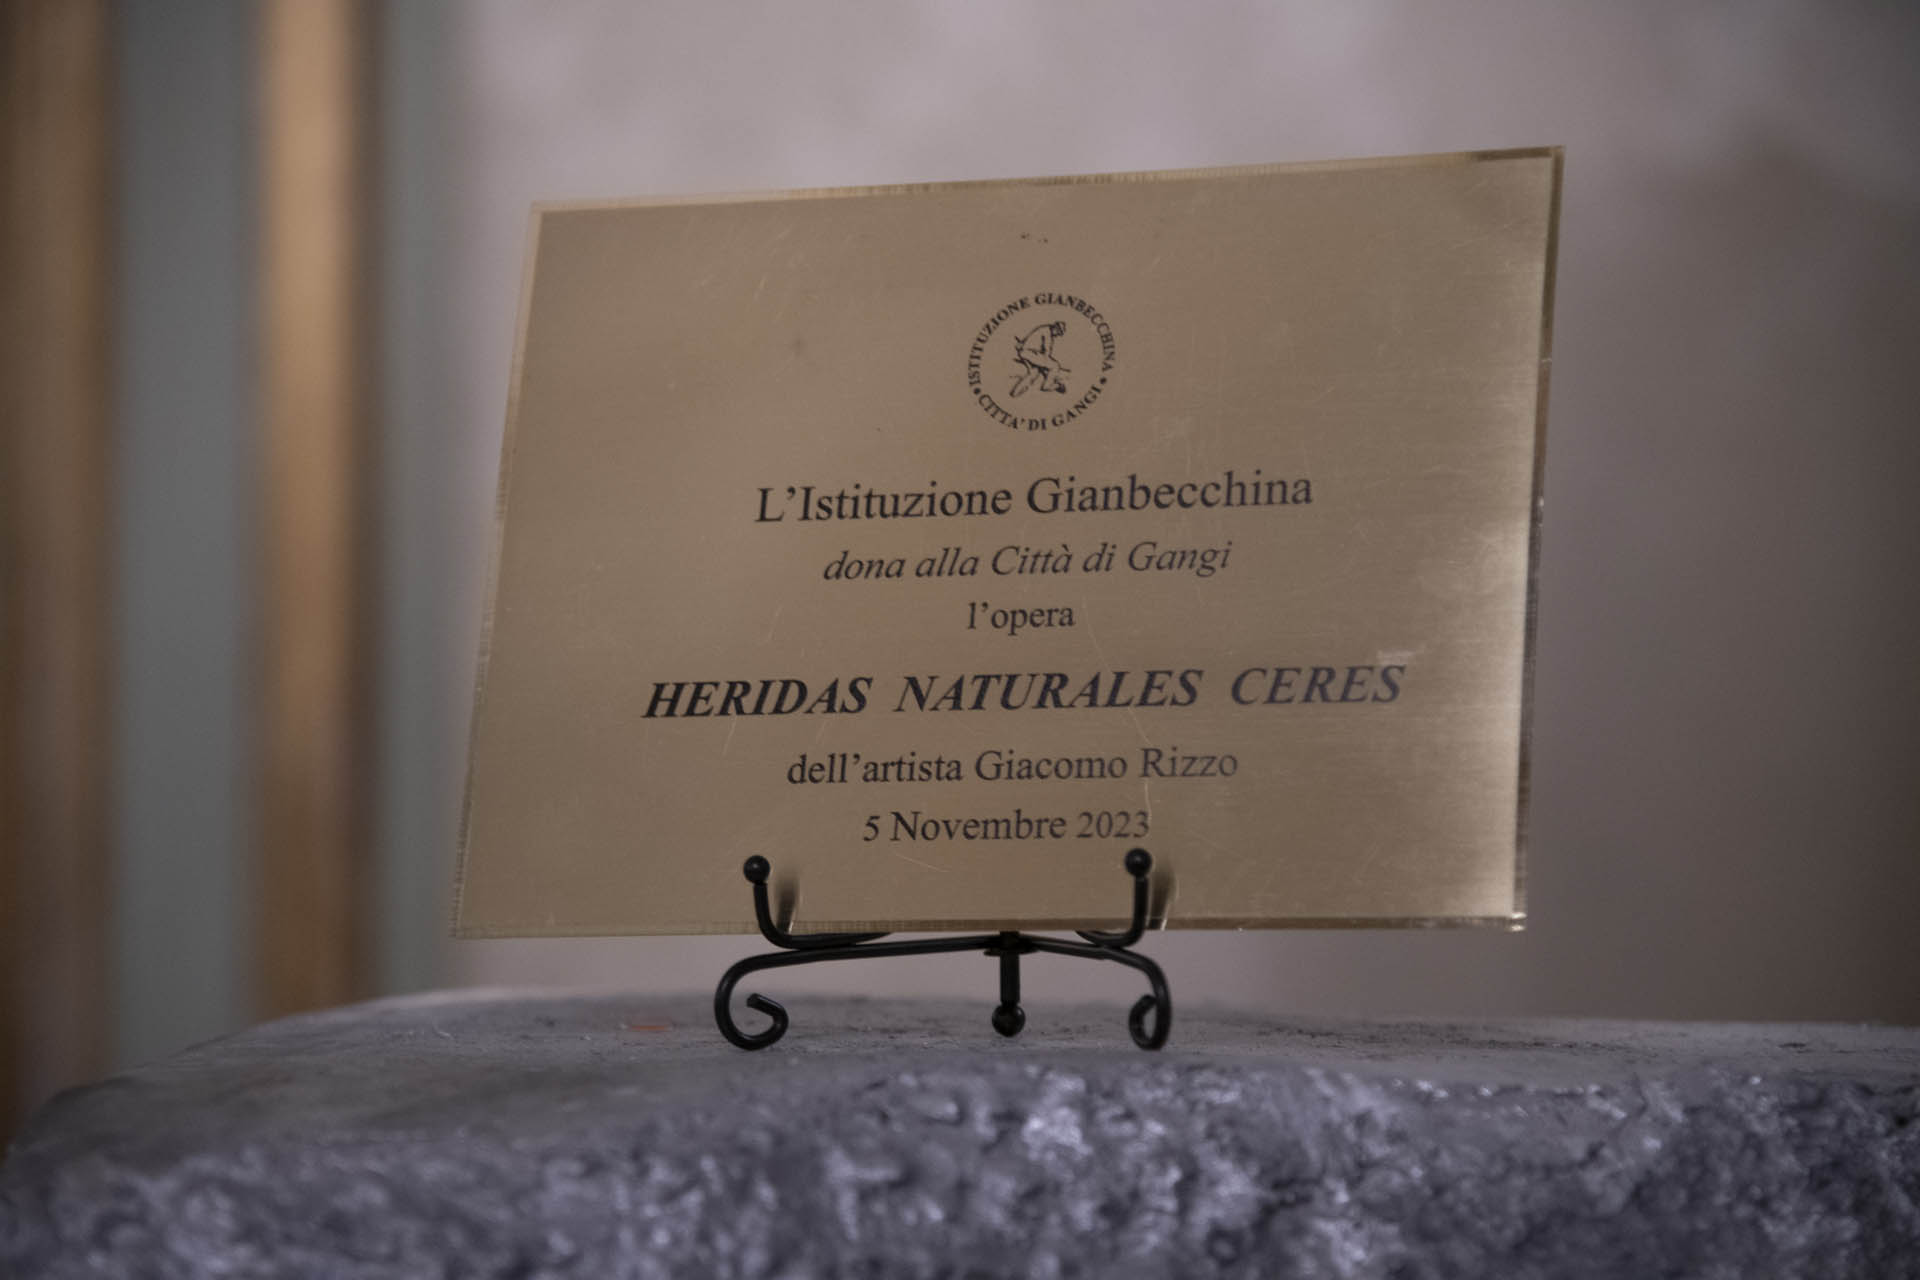 ISTITUZIONE GIANBECCHINA
• CITTA' DI GANGI •
L'Istituzione Gianbecchina
dona alla Città di Gangi
l'opera
HERIDAS NATURALES CERES
dell'artista Giacomo Rizzo
5 Novembre 2023